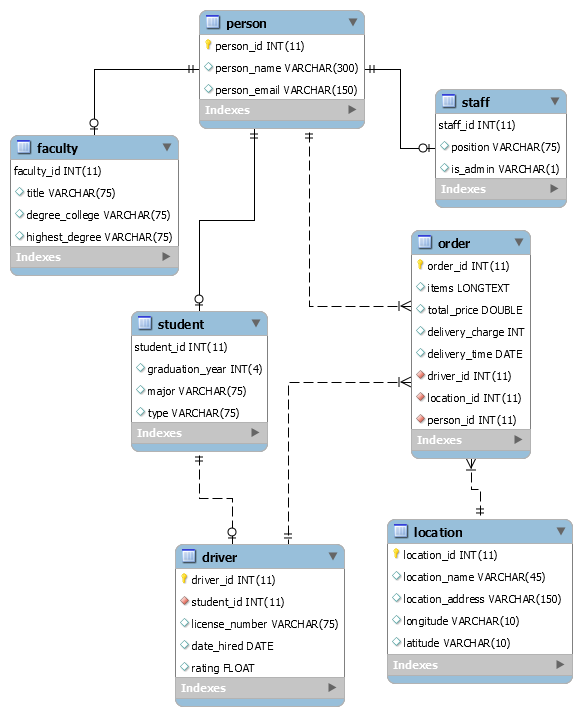 person
person_id INT(11)
person_name VARCHAR(300)
person_email VARCHAR(150)
Indexes
staff
staff_id INT(11)
position VARCHAR(75)
is_admin VARCHAR(1)
Indexes
faculty
faculty_id INT(11)
title VARCHAR(75)
degree_college VARCHAR(75)
highest_degree VARCHAR(75)
Indexes
order
order_id INT(11)
items LONGTEXT
total_price DOUBLE
delivery_charge INT
delivery_time DATE
driver_id INT(11)
location_id INT(11)
person_id INT(11)
Indexes
student
student_id INT(11)
graduation_year INT(4)
major VARCHAR(75)
type VARCHAR(75)
Indexes
location
location_id INT(11)
location_name VARCHAR(45)
location_address VARCHAR(150)
longitude VARCHAR(10)
latitude VARCHAR(10)
Indexes
driver
driver_id INT(11)
student_id INT(11)
license_number VARCHAR(75)
date_hired DATE
rating FLOAT
Indexes